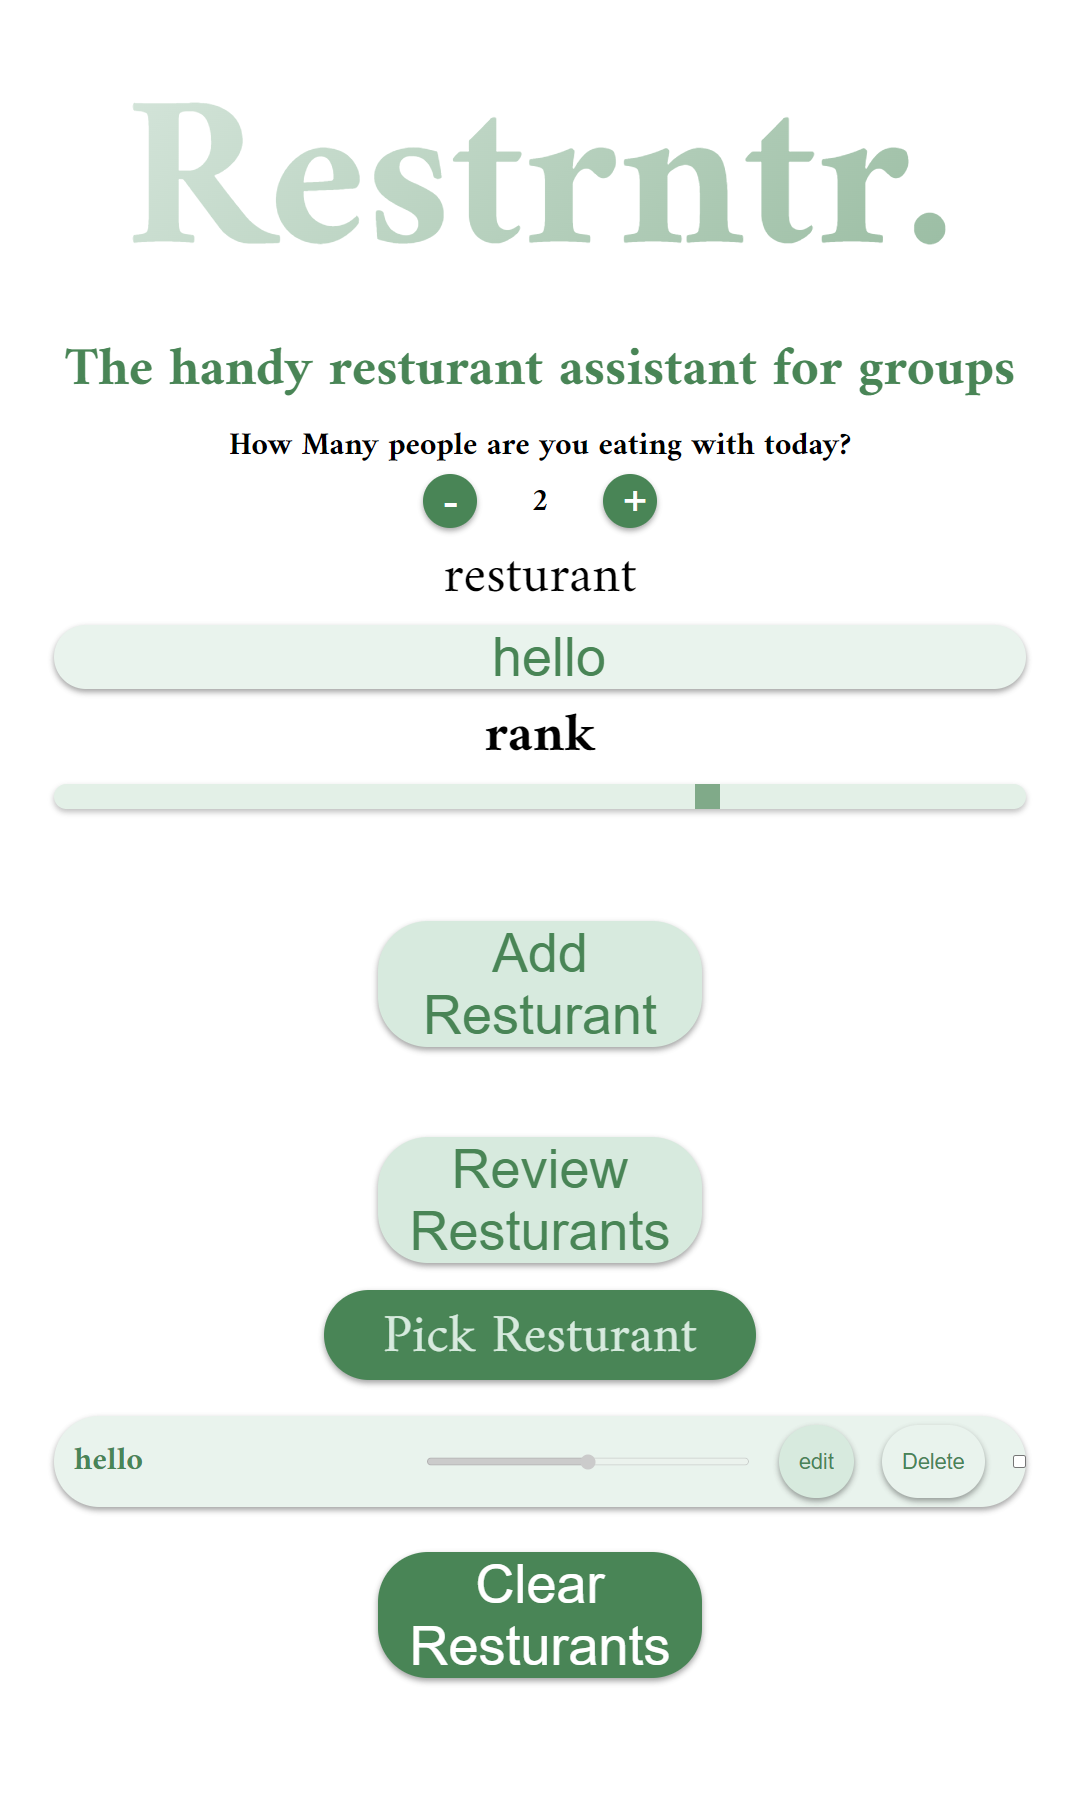 Restrntr.
The handy resturant assistant for groups
How Many people are you eating with today?
- 2 +
resturant
hello
rank
Add
Resturant
Review
Resturants
Pick Resturant
hello edit Delete
Clear
Resturants